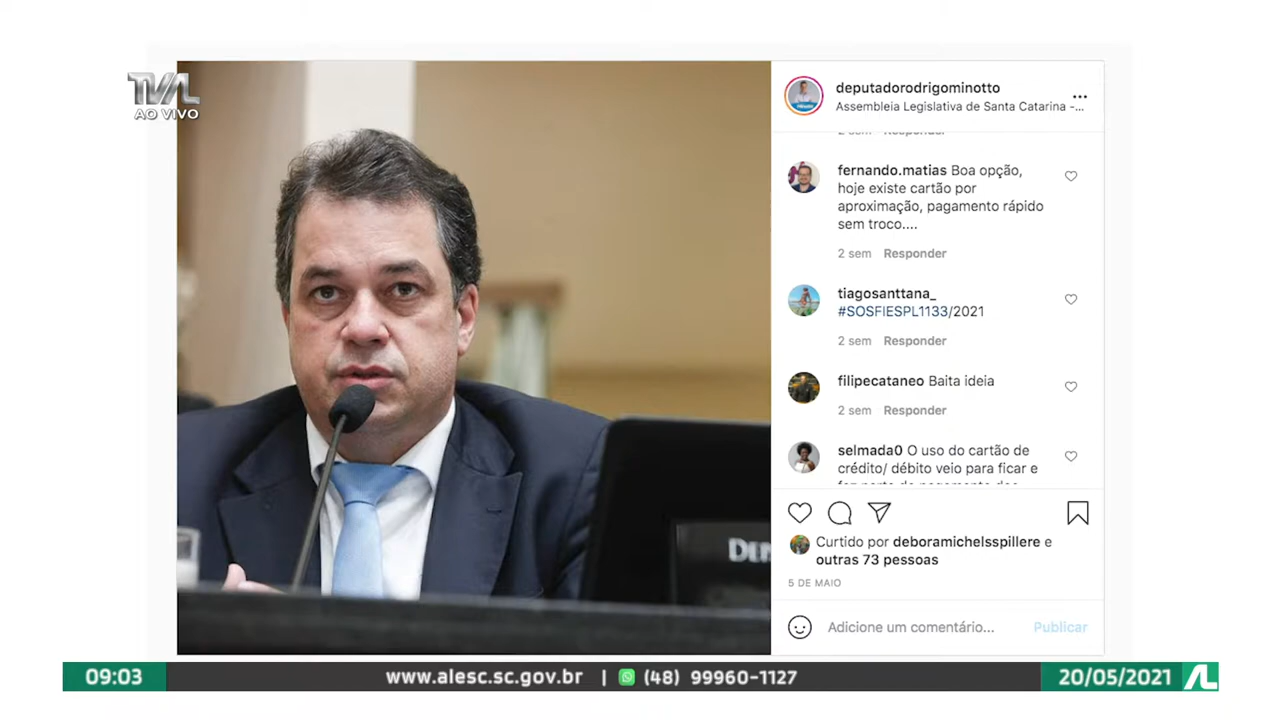 TVAL
AO VIVO
deputadorodrigominotto
Assembleia Legislativa de Santa Catarina -...
2 sem Responder
fernando.matias Boa opção,
hoje existe cartão por
aproximação, pagamento rápido
sem troco....
2 sem Responder
tiagosanttana_
#SOSFIESPL1133/2021
2 sem Responder
filipecataneo Baita ideia
2 sem Responder
selmada0 O uso do cartão de
crédito/ débito veio para ficar e
Curtido por deboramichelsspillere e
outras 73 pessoas
5 DE MAIO
Adicione um comentário... Publicar
09:03 www.alesc.sc.gov.br | (48) 99960-1127 20/05/2021